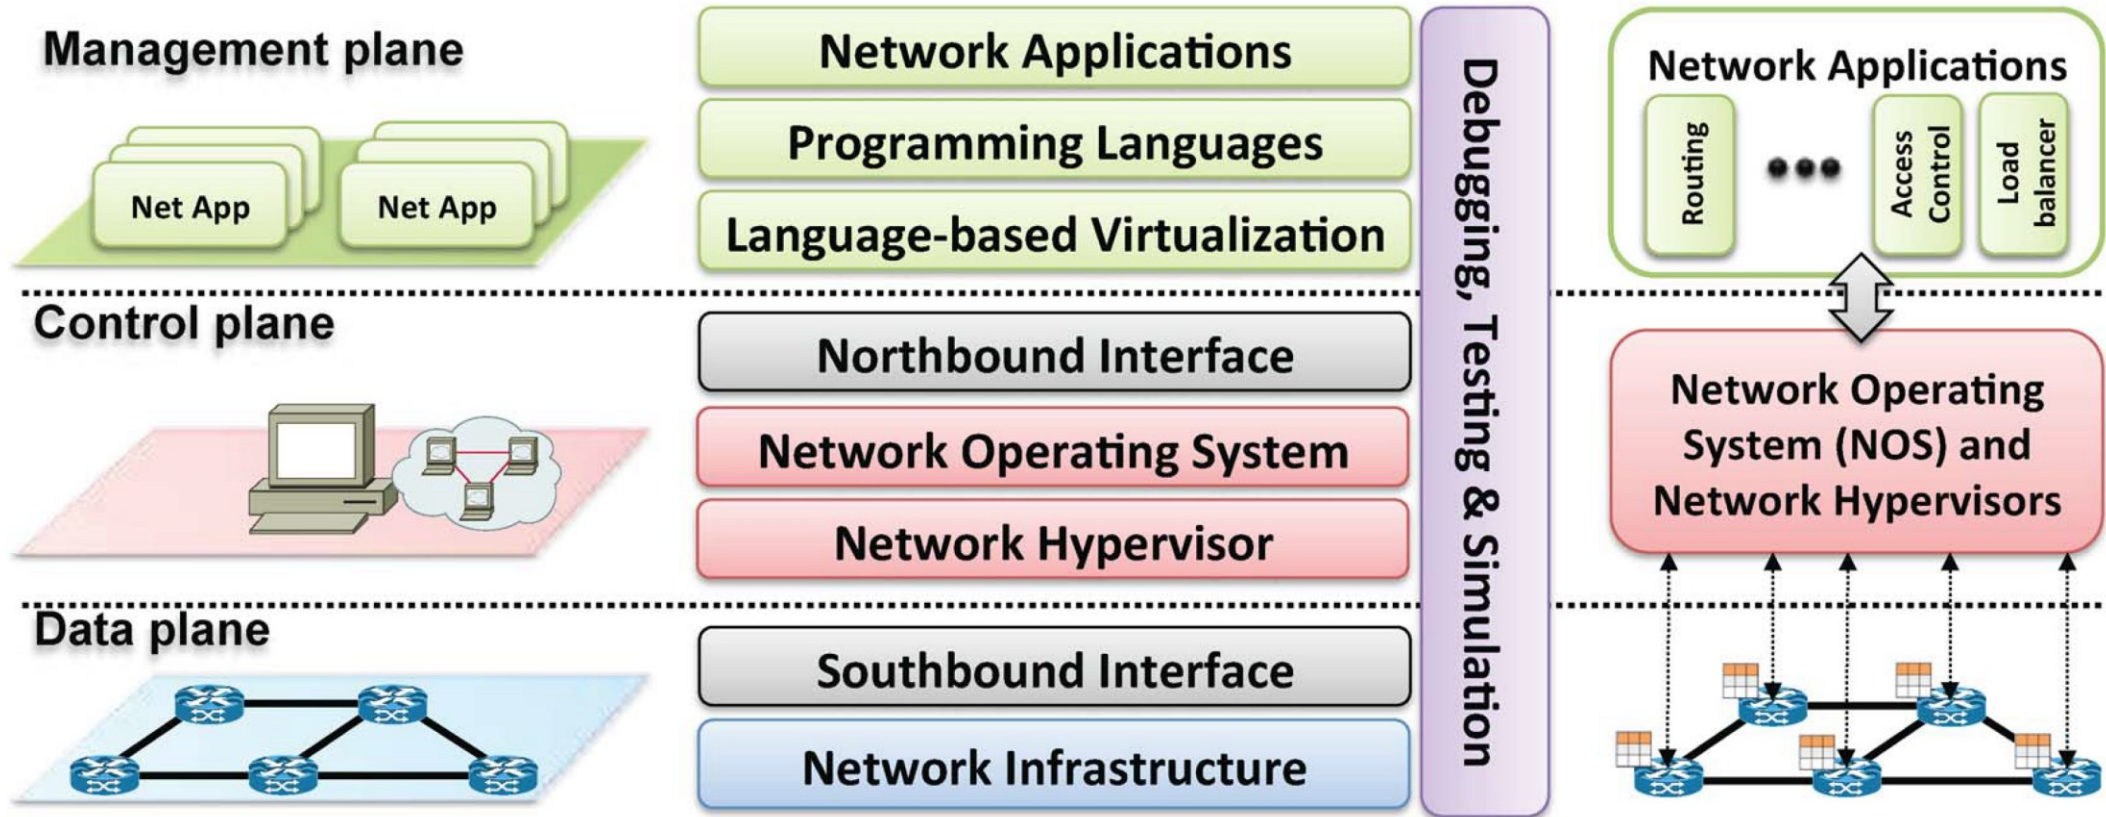 Management plane
Net App
Net App
Control plane
Data plane
Network Applications
Programming Languages
Language-based Virtualization
Northbound Interface
Network Operating System
Network Hypervisor
Southbound Interface
Network Infrastructure
Debugging, Testing & Simulation
Network Applications
Routing
Access
Control
Load
balancer
Network Operating
System (NOS) and
Network Hypervisors